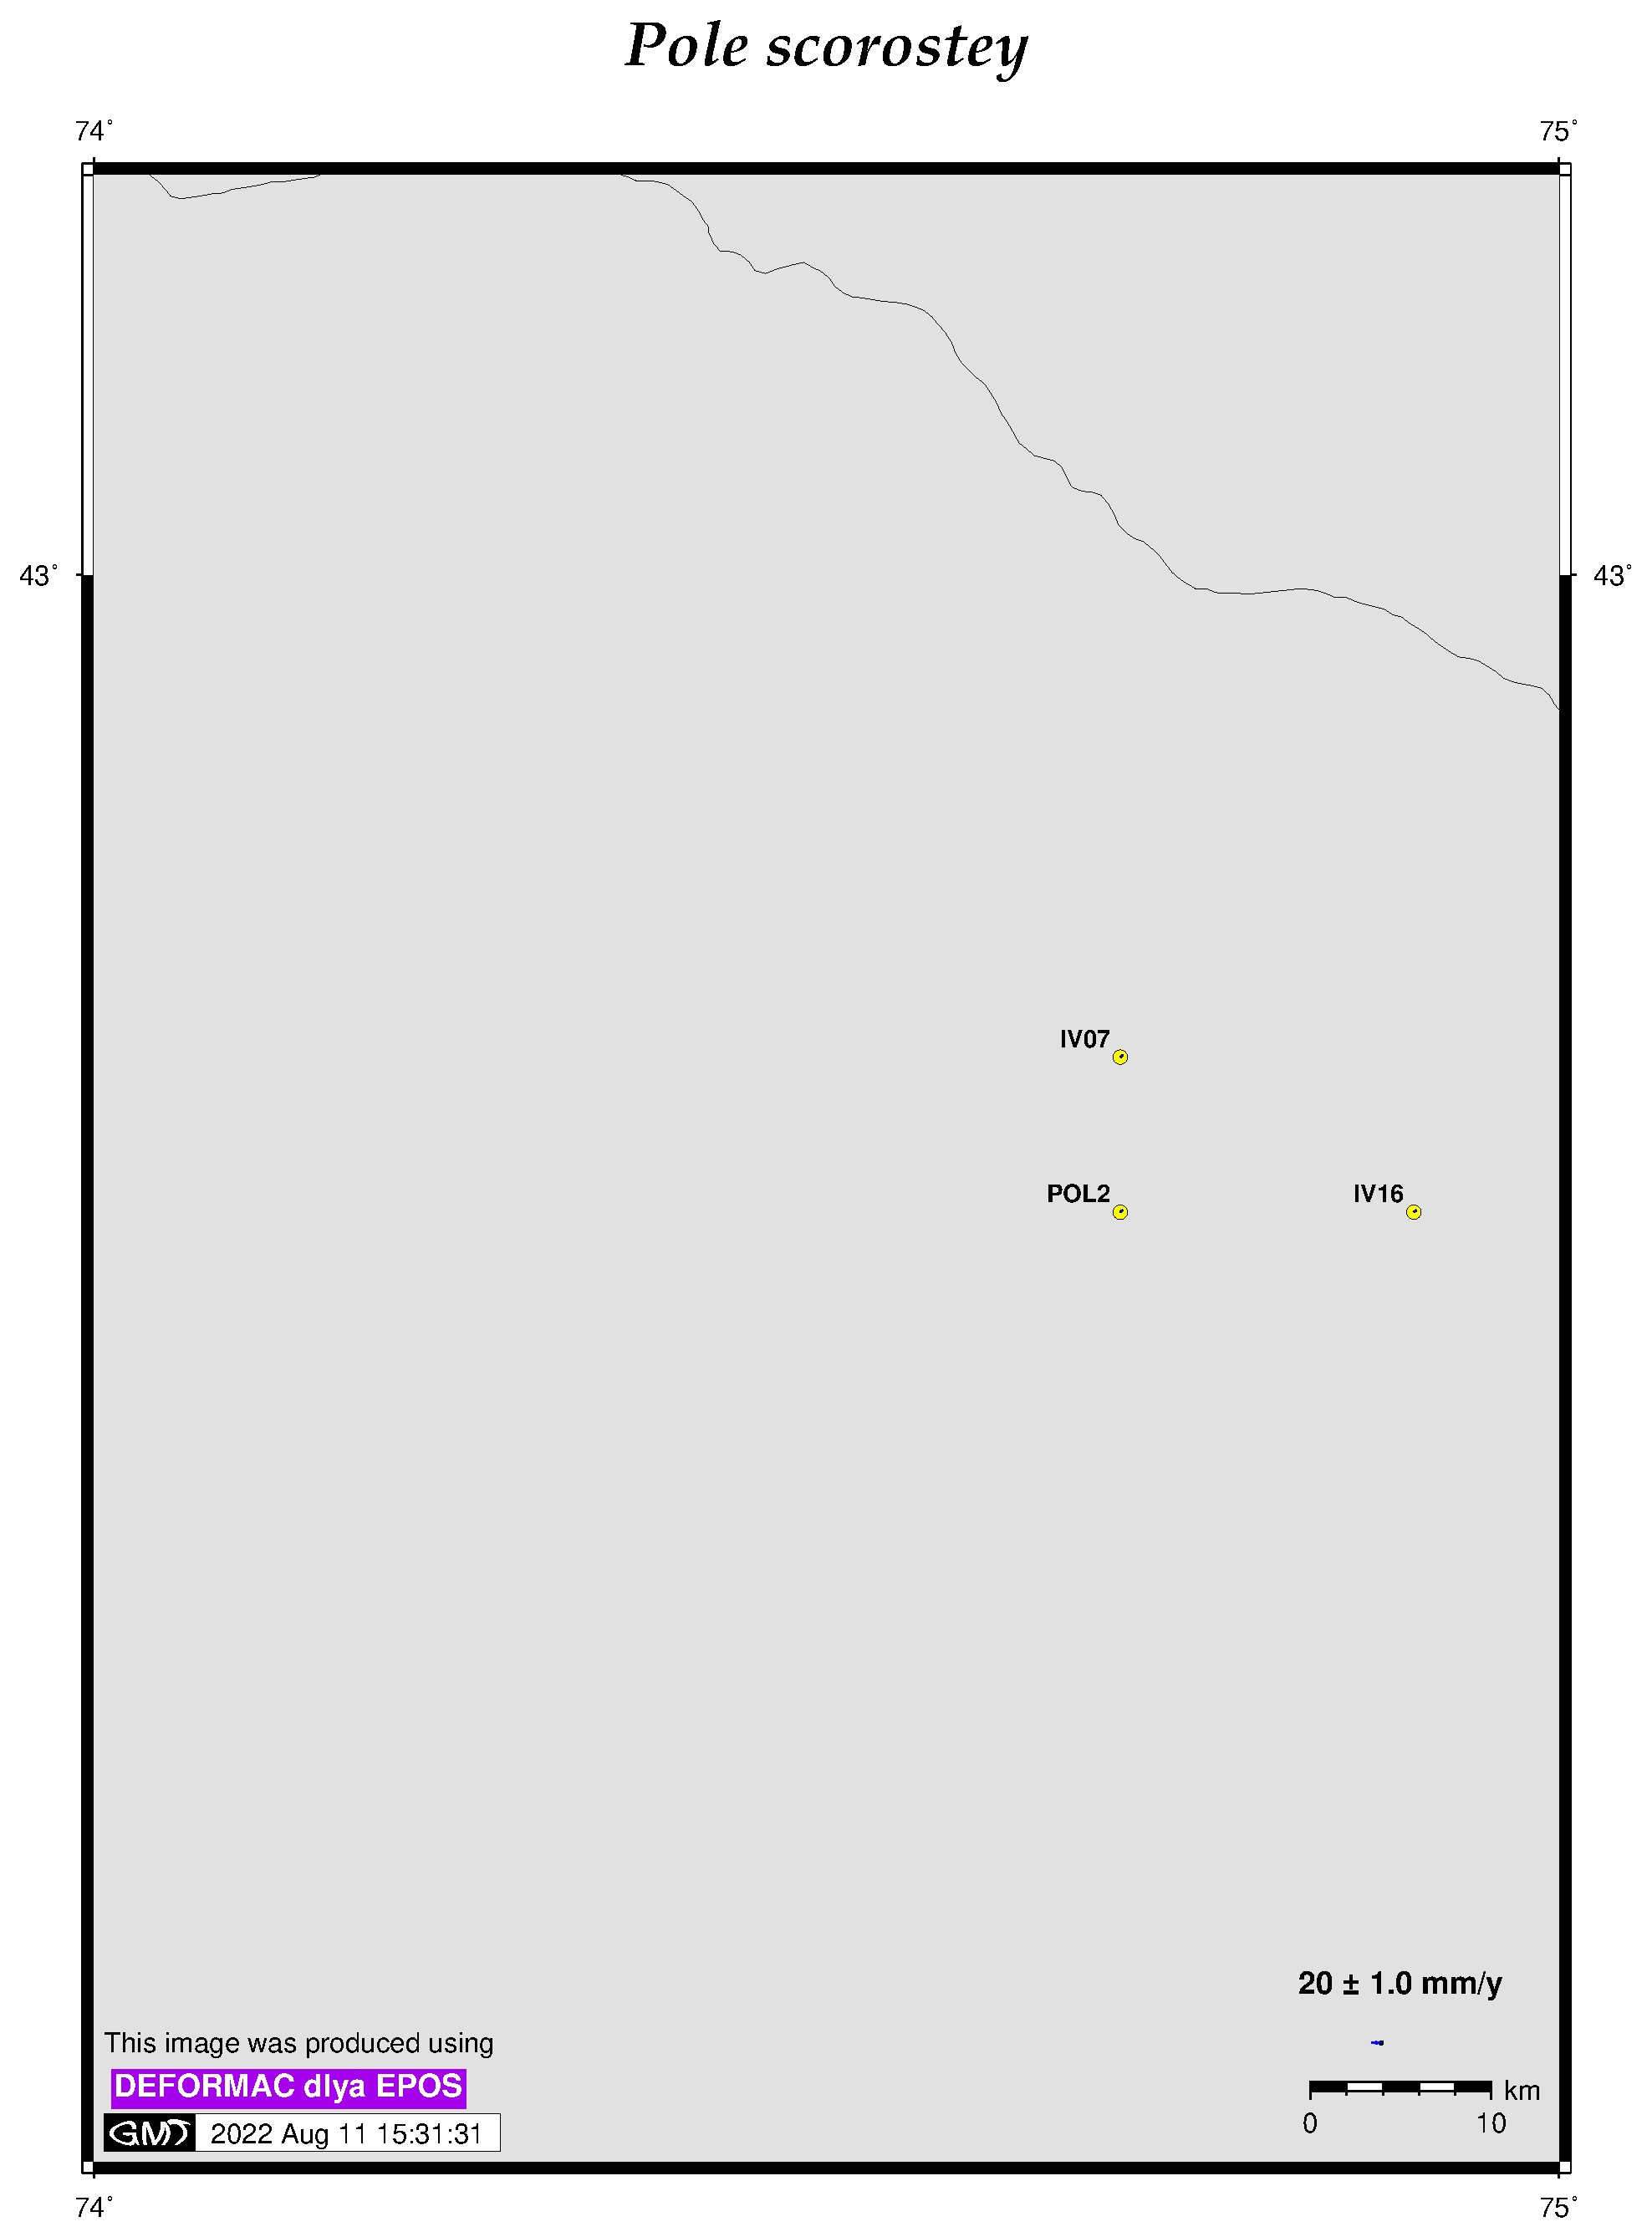 Pole scorostey
74° 75°
43° 43°
IV07
POL2 IV16
20 ± 1.0 mm/y
This image was produced using
DEFORMAC dlya EPOS
km
GMT 2022 Aug 11 15:31:31
0 10
74° 75°